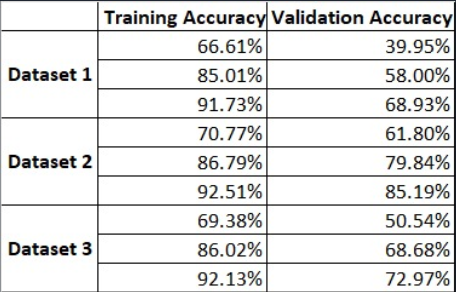 Training Accuracy Validation Accuracy
66.61% 39.95%
Dataset 1 85.01% 58.00%
91.73% 68.93%
70.77% 61.80%
Dataset 2 86.79% 79.84%
92.51% 85.19%
69.38% 50.54%
Dataset 3 86.02% 68.68%
92.13% 72.97%